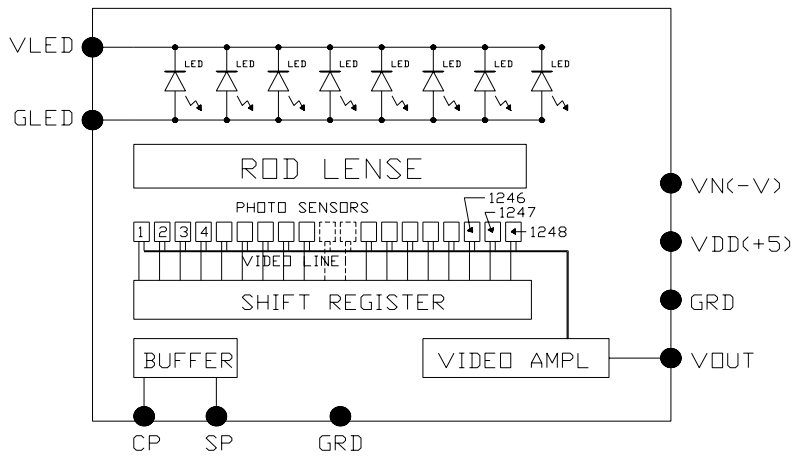 VLED
LED LED LED LED LED LED LED LED
GLED
ROD LENSE
VN(-V)
PHOTO SENSORS
1246
1247
1 2 3 4
1248
VDD(+5)
VIDEO LINE
SHIFT REGISTER
GRD
BUFFER
VIDEO AMPL
VOUT
CP SP GRD